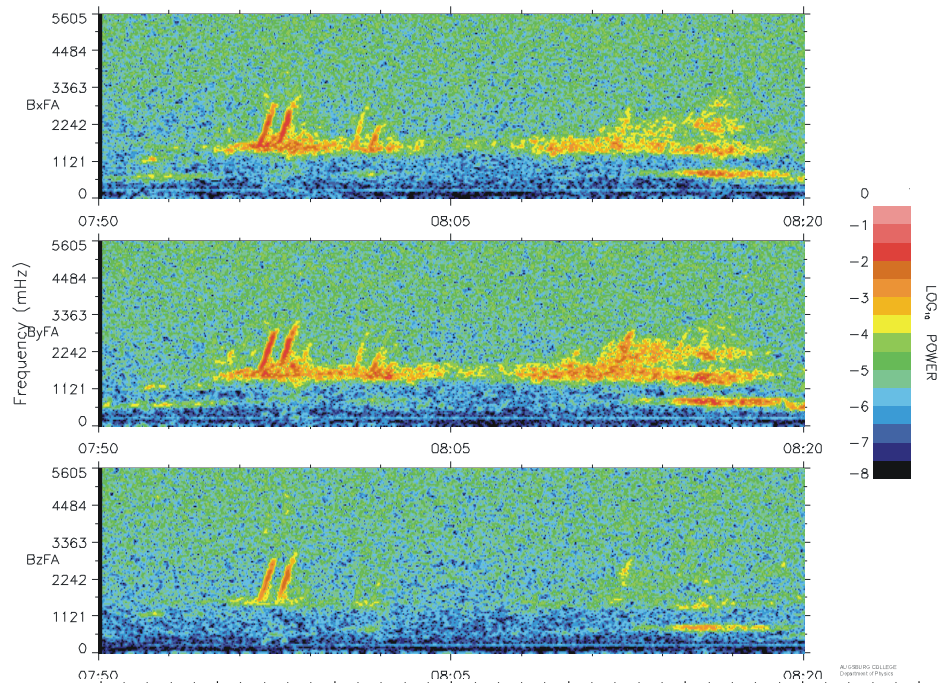 5605
4484
3363
BxFA
2242
1121
0
07:50 08:05 08:20
5605
4484
3363
ByFA
2242
1121
0
07:50 08:05 08:20
5605
4484
3363
BzFA
2242
1121
0
07:50 08:05 08:20
Frequency (mHz)
0
-1
-2
-3
-4
-5
-6
-7
-8
LOG10 POWER
AUGSBURG COLLEGE
Department of Physics